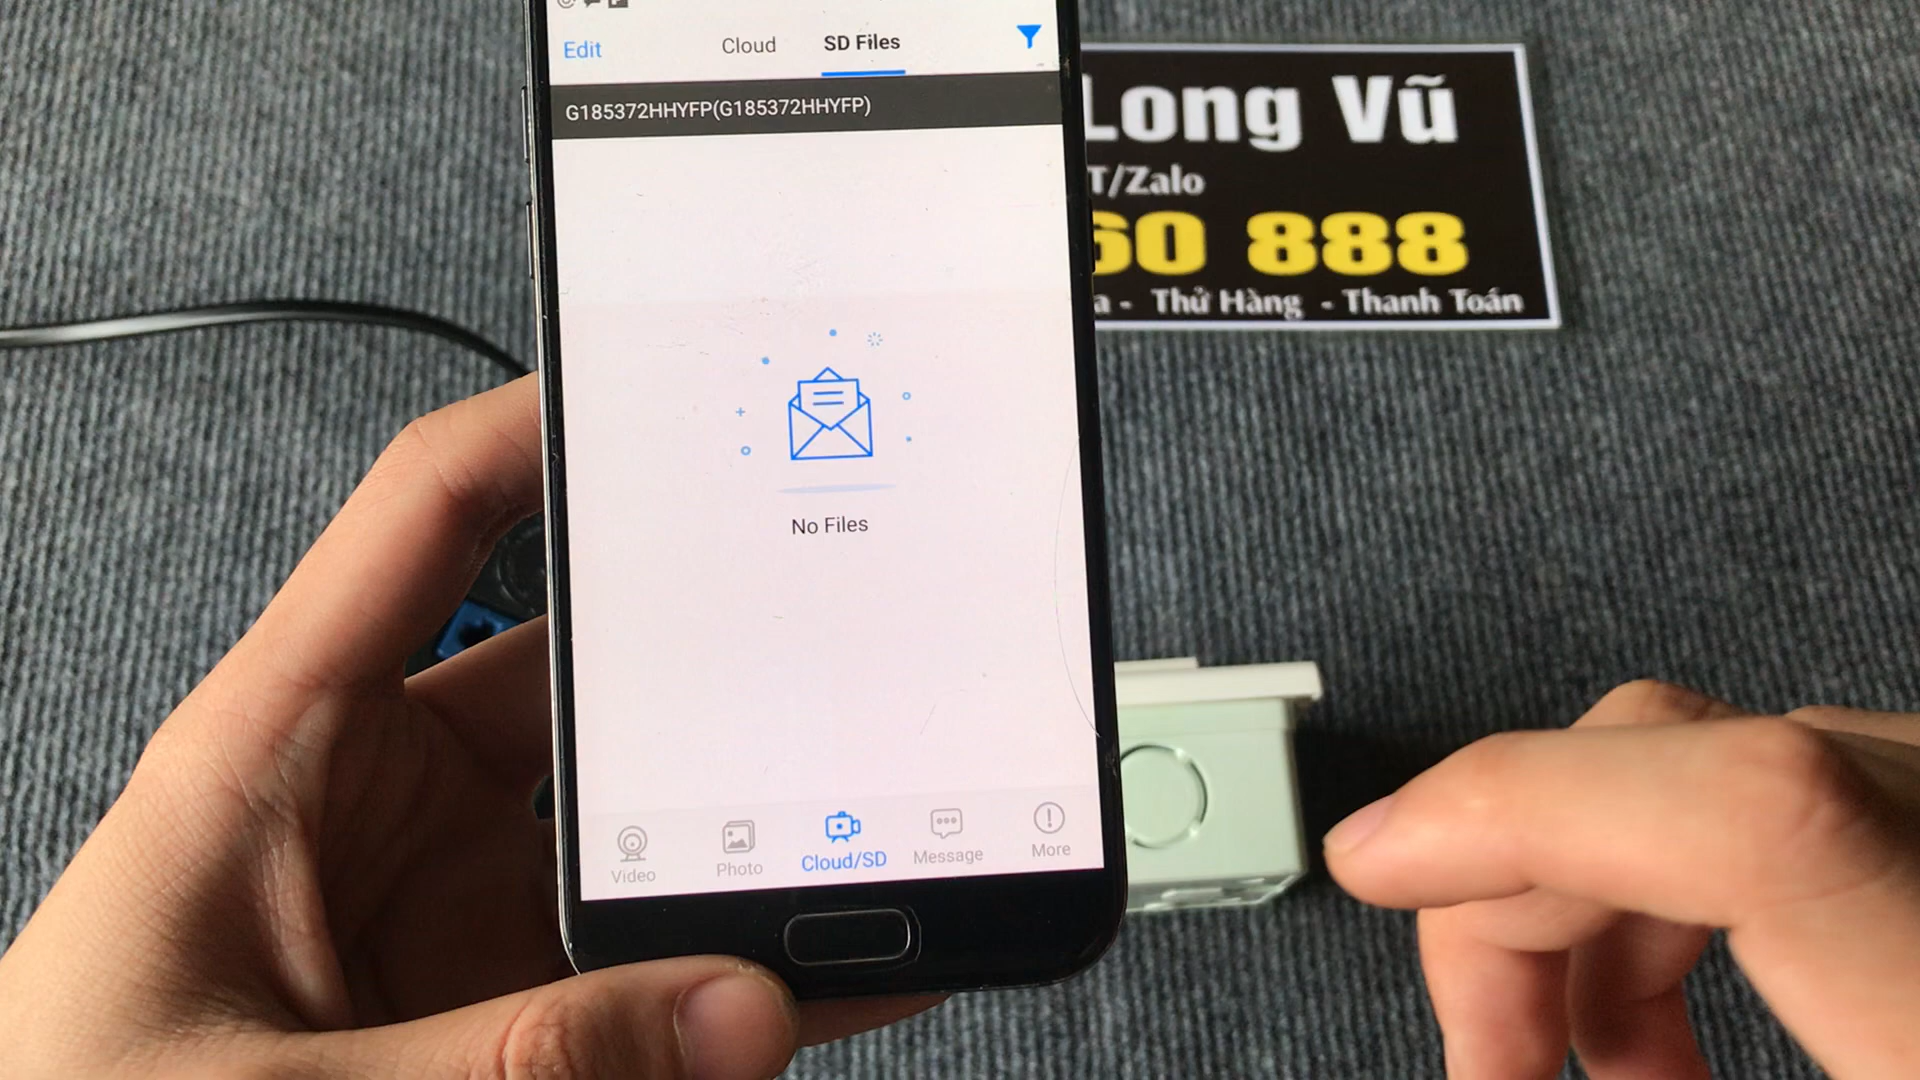 Edit
Cloud
SD Files
G185372HHYFP(G185372HHYFP)
No Files
Video
Photo
Cloud/SD
Message
More
Long Vũ
T/Zalo
60 888
a - Thử Hàng - Thanh Toán